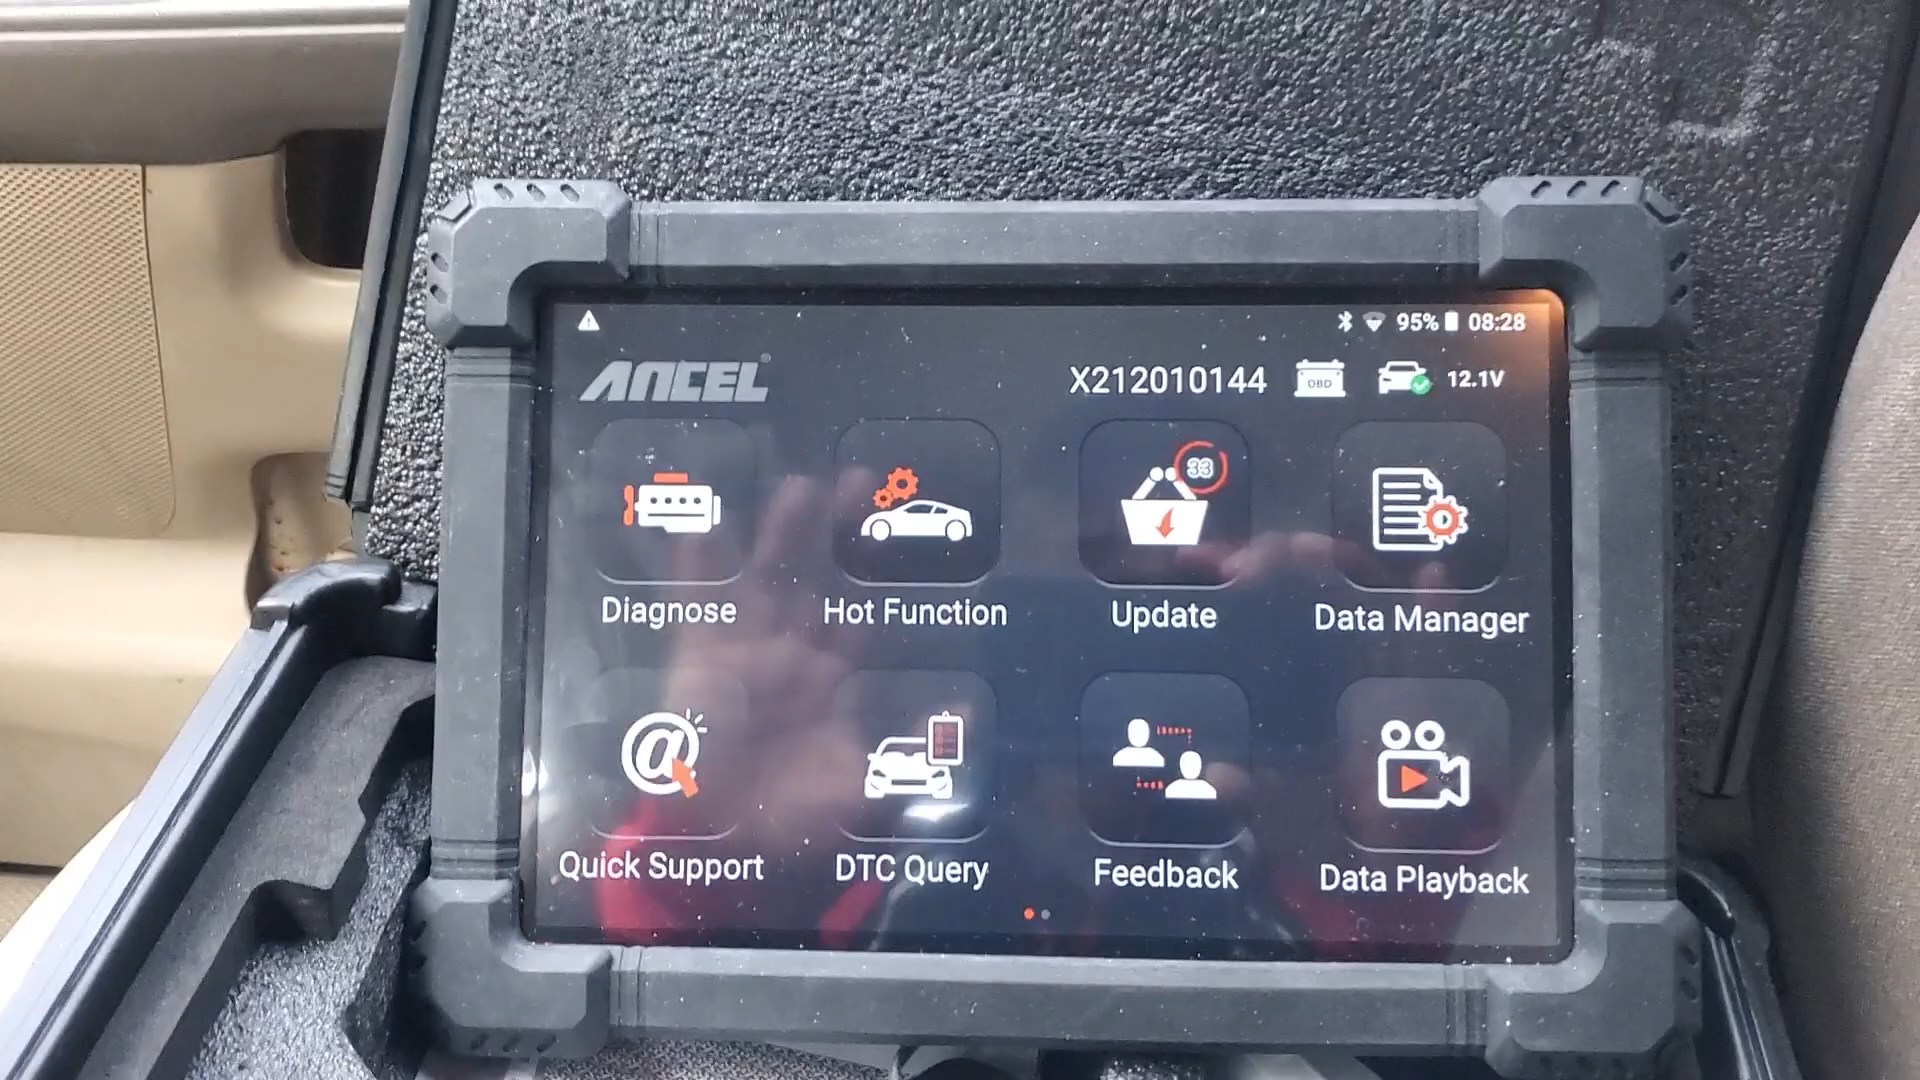 95% 08:28
ANCEL®
X212010144 OBD 12.1V
33
Diagnose Hot Function Update Data Manager
Quick Support DTC Query Feedback Data Playback